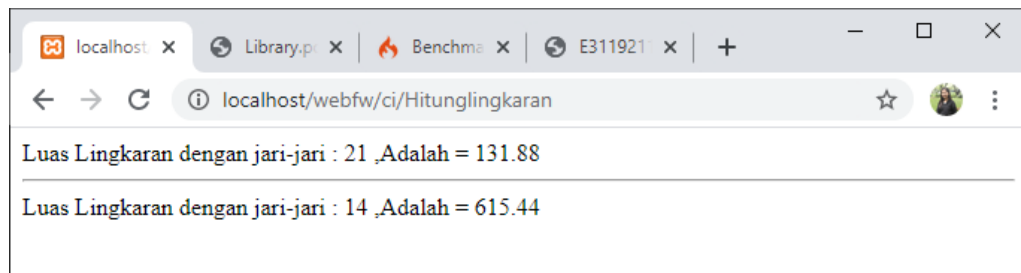 localhost Library.p Benchma E311921
localhost/webfw/ci/Hitunglingkaran
Luas Lingkaran dengan jari-jari : 21 ,Adalah = 131.88
Luas Lingkaran dengan jari-jari : 14 ,Adalah = 615.44